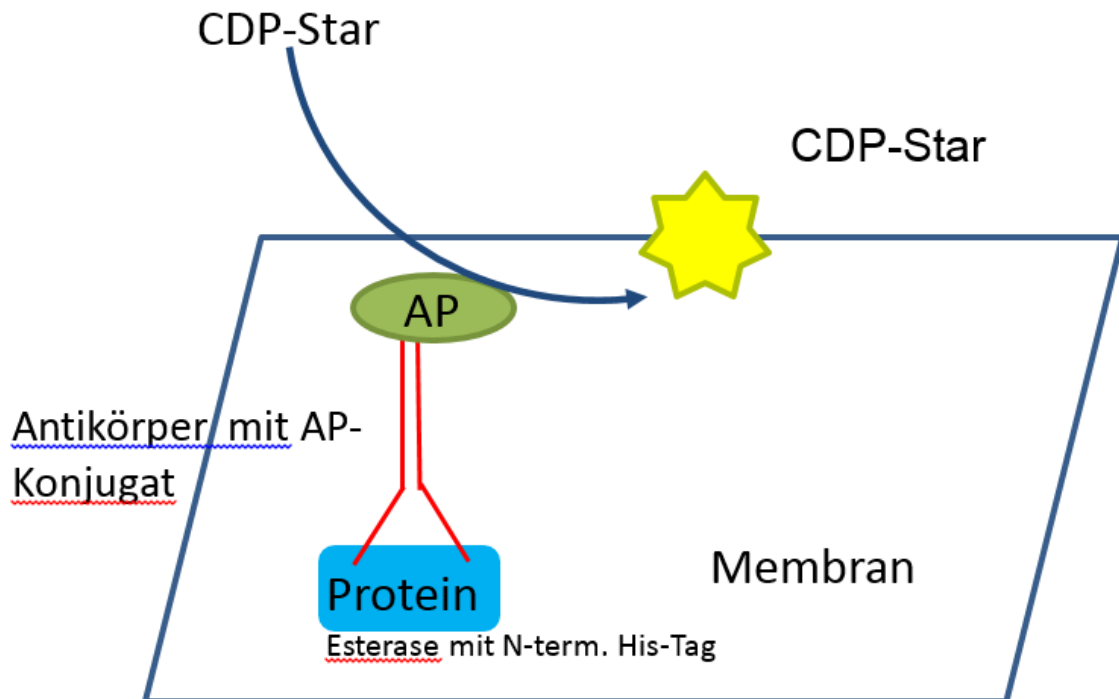 CDP-Star
CDP-Star
AP
Antikörper mit AP-
Konjugat
Protein
Membran
Esterase mit N-term. His-Tag